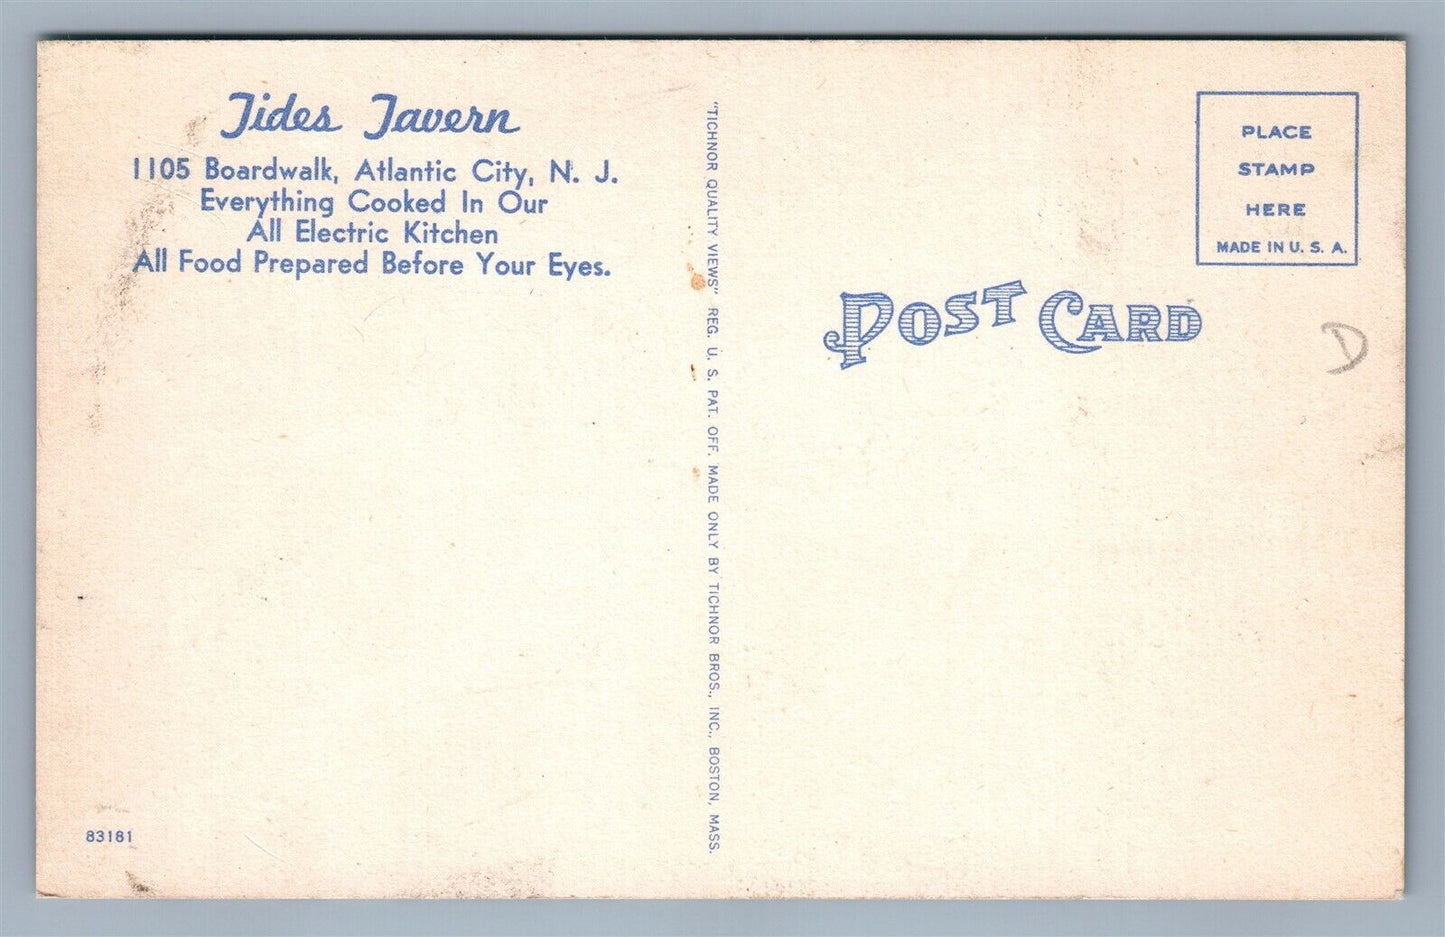 Tides Tavern
1105 Boardwalk, Atlantic City, N. J.
Everything Cooked In Our
All Electric Kitchen
All Food Prepared Before Your Eyes.
83181
"TICHNOR QUALITY VIEWS" REG. U. S. PAT. OFF. MADE ONLY BY TICHNOR BROS., INC., BOSTON, MASS.
POST CARD
PLACE
STAMP
HERE
MADE IN U. S. A.
D